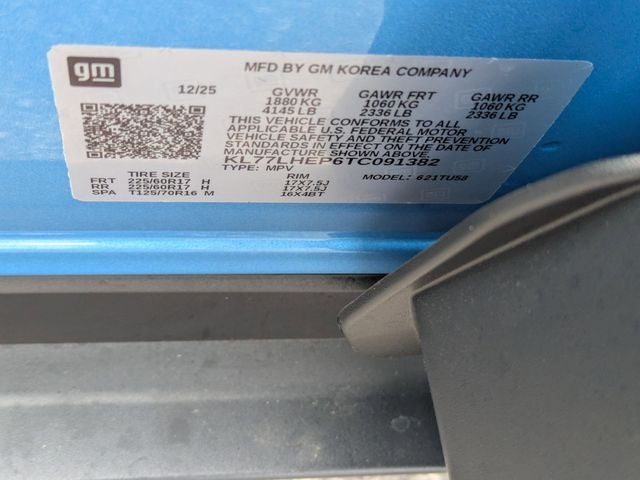 gm
MFD BY GM KOREA COMPANY
12/25
GVWR GAWR FRT GAWR RR
1880 KG 1060 KG 1060 KG
4145 LB 2336 LB 2336 LB
THIS VEHICLE CONFORMS TO ALL
APPLICABLE U.S. FEDERAL MOTOR
VEHICLE SAFETY AND THEFT PREVENTION
STANDARDS IN EFFECT ON THE DATE OF
MANUFACTURE SHOWN ABOVE
KL77LHEP6TC091382
TYPE: MPV MODEL: 621TU58
TIRE SIZE RIM
FRT 225/60R17 H 17X7.5J
RR 225/60R17 H 17X7.5J
SPA T125/70R16 M 16X4BT